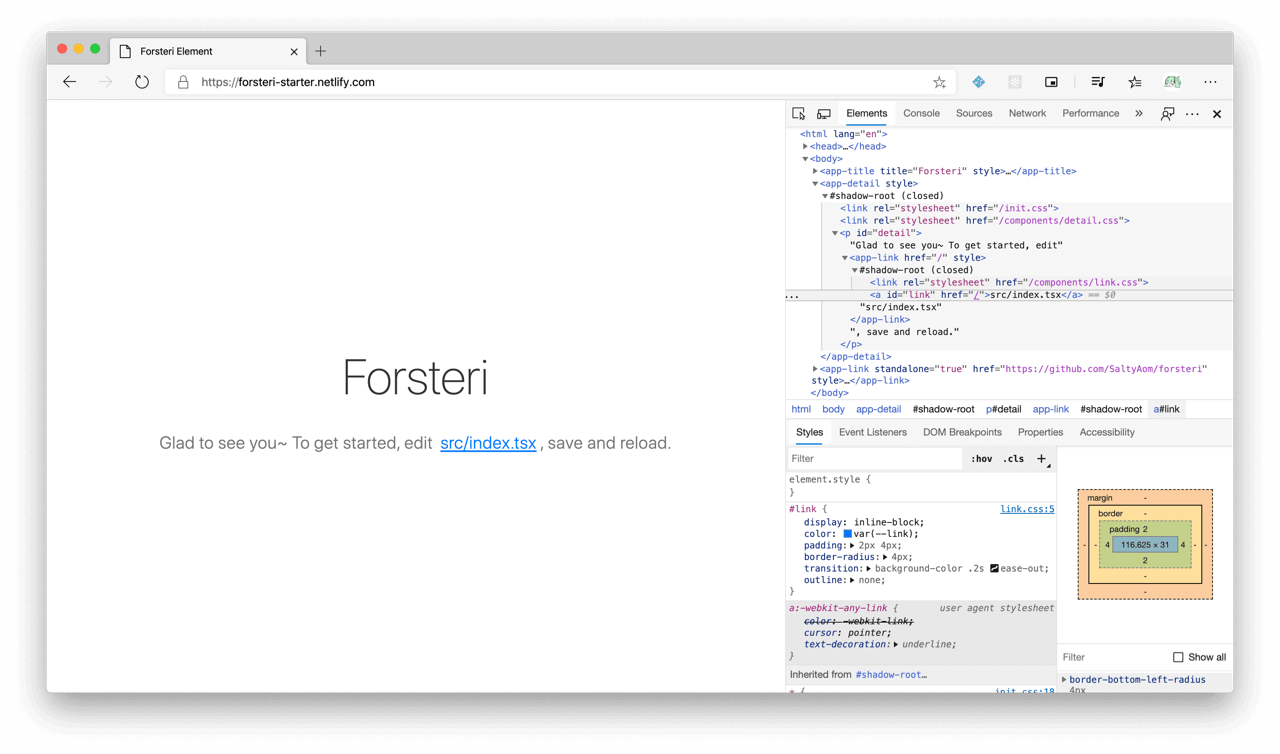 Forsteri Element
https://forsteri-starter.netlify.com
Forsteri
Glad to see you~ To get started, edit src/index.tsx , save and reload.
Elements Console Sources Network Performance »
<html lang="en">
<head>…</head>
<body>
<app-title title="Forsteri" style>…</app-title>
<app-detail style>
#shadow-root (closed)
<link rel="stylesheet" href="/init.css">
<link rel="stylesheet" href="/components/detail.css">
<p id="detail">
"Glad to see you~ To get started, edit"
<app-link href="/" style>
#shadow-root (closed)
<link rel="stylesheet" href="/components/link.css">
... <a id="link" href="/">src/index.tsx</a> == $0
"src/index.tsx"
</app-link>
", save and reload."
</p>
</app-detail>
<app-link standalone="true" href="https://github.com/SaltyAom/forsteri"
style>…</app-link>
</body>
html body app-detail #shadow-root p#detail app-link #shadow-root a#link
Styles Event Listeners DOM Breakpoints Properties Accessibility
Filter :hov .cls +
element.style {
}
#link { link.css:5
display: inline-block;
color: var(--link);
padding: 2px 4px;
border-radius: 4px;
transition: background-color .2s ease-out;
outline: none;
}
a:-webkit-any-link { user agent stylesheet
color: -webkit-link;
cursor: pointer;
text-decoration: underline;
}
Inherited from #shadow-root…
* { init.css:18
margin -
border -
padding 2
- - 4 116.625 × 31 4 - -
2
-
-
Filter Show all
border-bottom-left-radius
4px